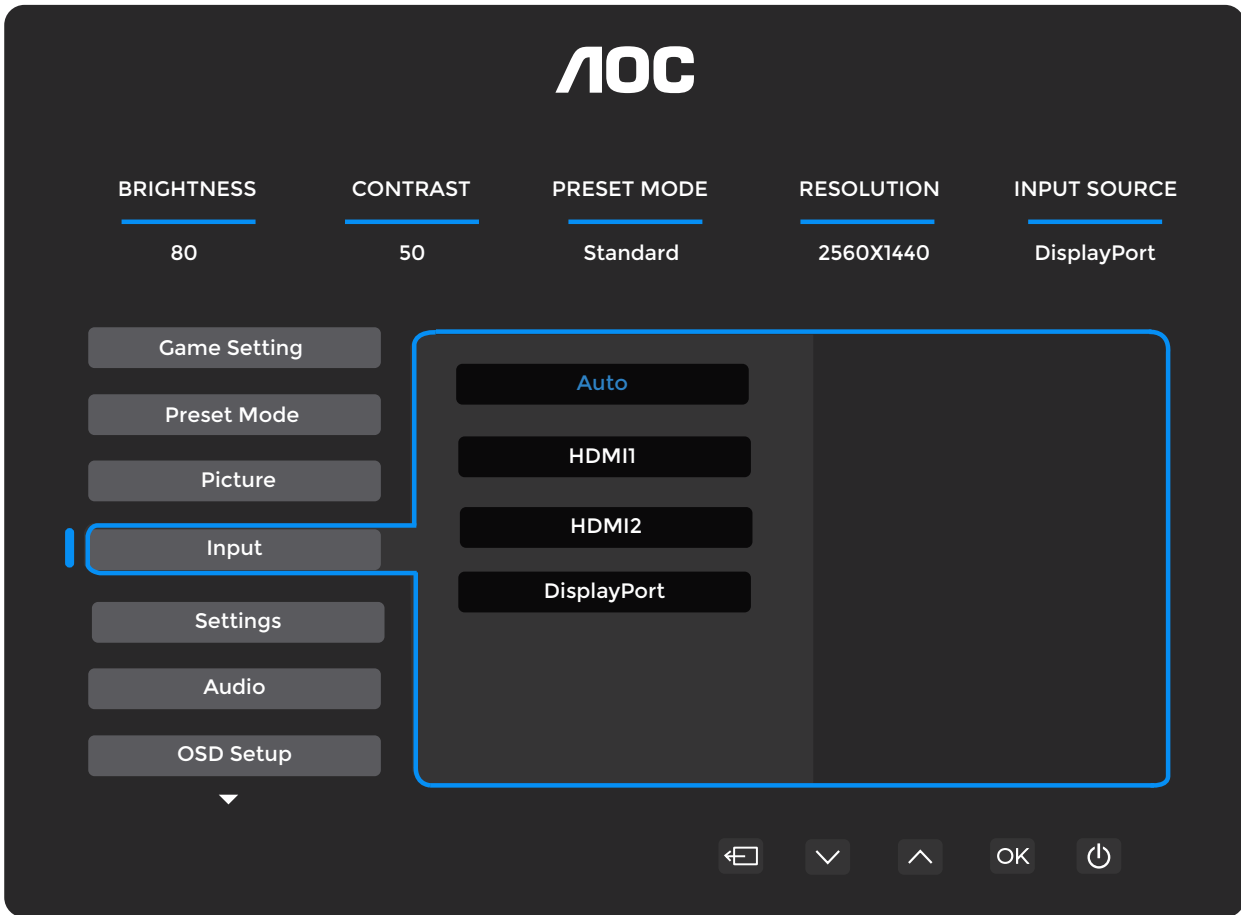 AOC
BRIGHTNESS CONTRAST PRESET MODE RESOLUTION INPUT SOURCE
80 50 Standard 2560X1440 DisplayPort
Game Setting
Preset Mode
Picture
Input
Settings
Audio
OSD Setup
Auto
HDMI1
HDMI2
DisplayPort
OK